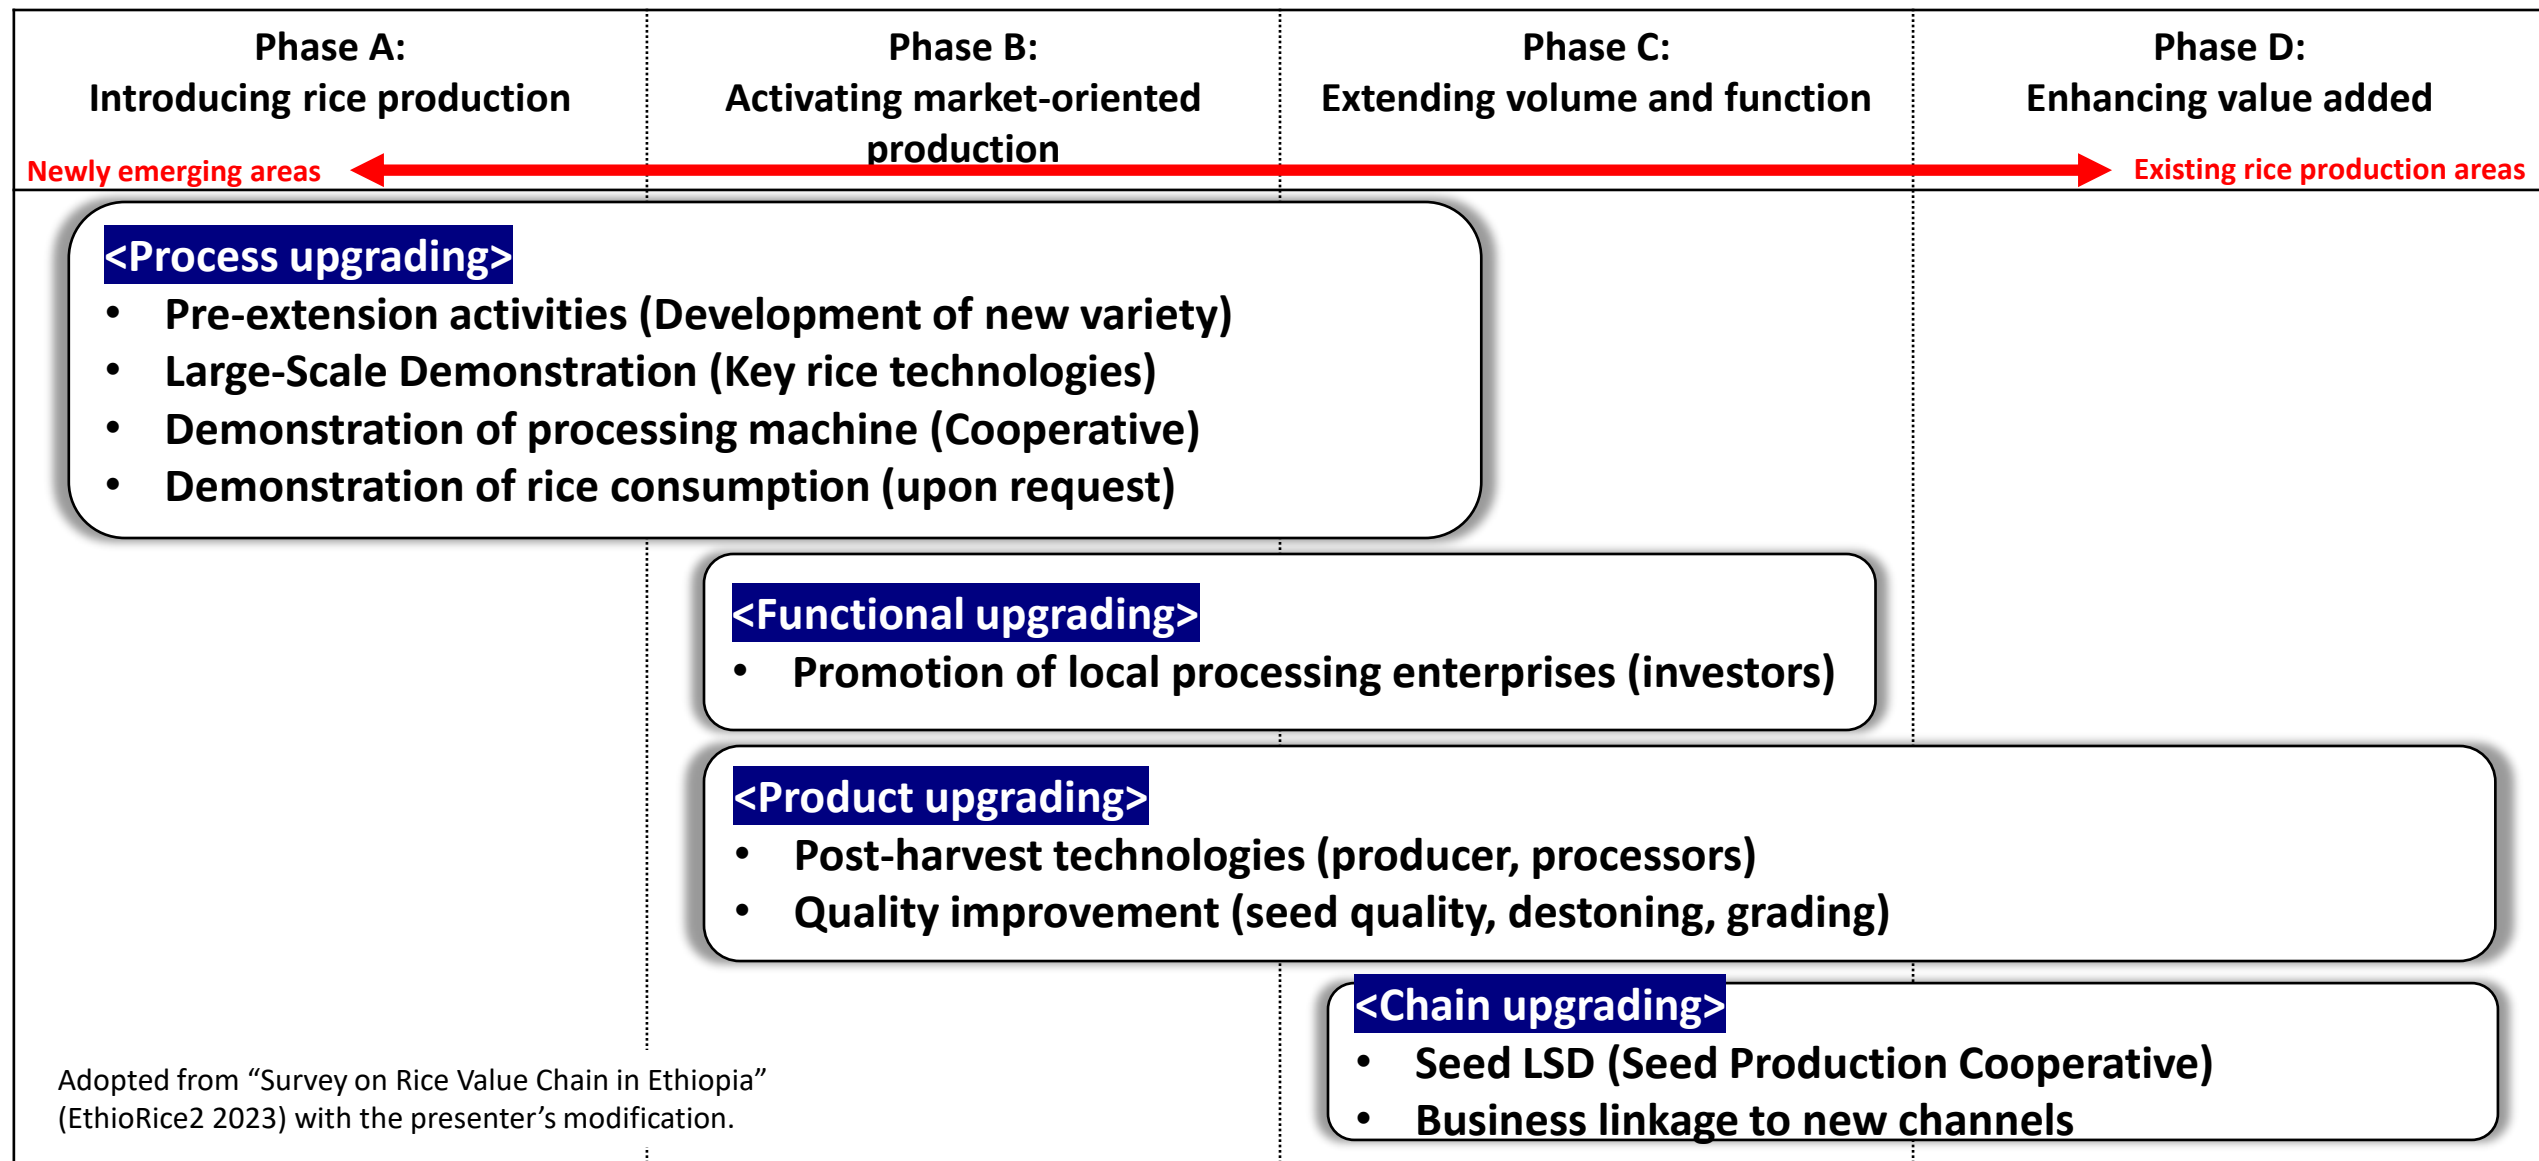 Phase A:
Introducing rice production
Phase B:
Activating market-oriented
production
Phase C:
Extending volume and function
Phase D:
Enhancing value added
Newly emerging areas
Existing rice production areas
<Process upgrading>
• Pre-extension activities (Development of new variety)
• Large-Scale Demonstration (Key rice technologies)
• Demonstration of processing machine (Cooperative)
• Demonstration of rice consumption (upon request)
<Functional upgrading>
• Promotion of local processing enterprises (investors)
<Product upgrading>
• Post-harvest technologies (producer, processors)
• Quality improvement (seed quality, destoning, grading)
<Chain upgrading>
• Seed LSD (Seed Production Cooperative)
• Business linkage to new channels
Adopted from “Survey on Rice Value Chain in Ethiopia”
(EthioRice2 2023) with the presenter’s modification.